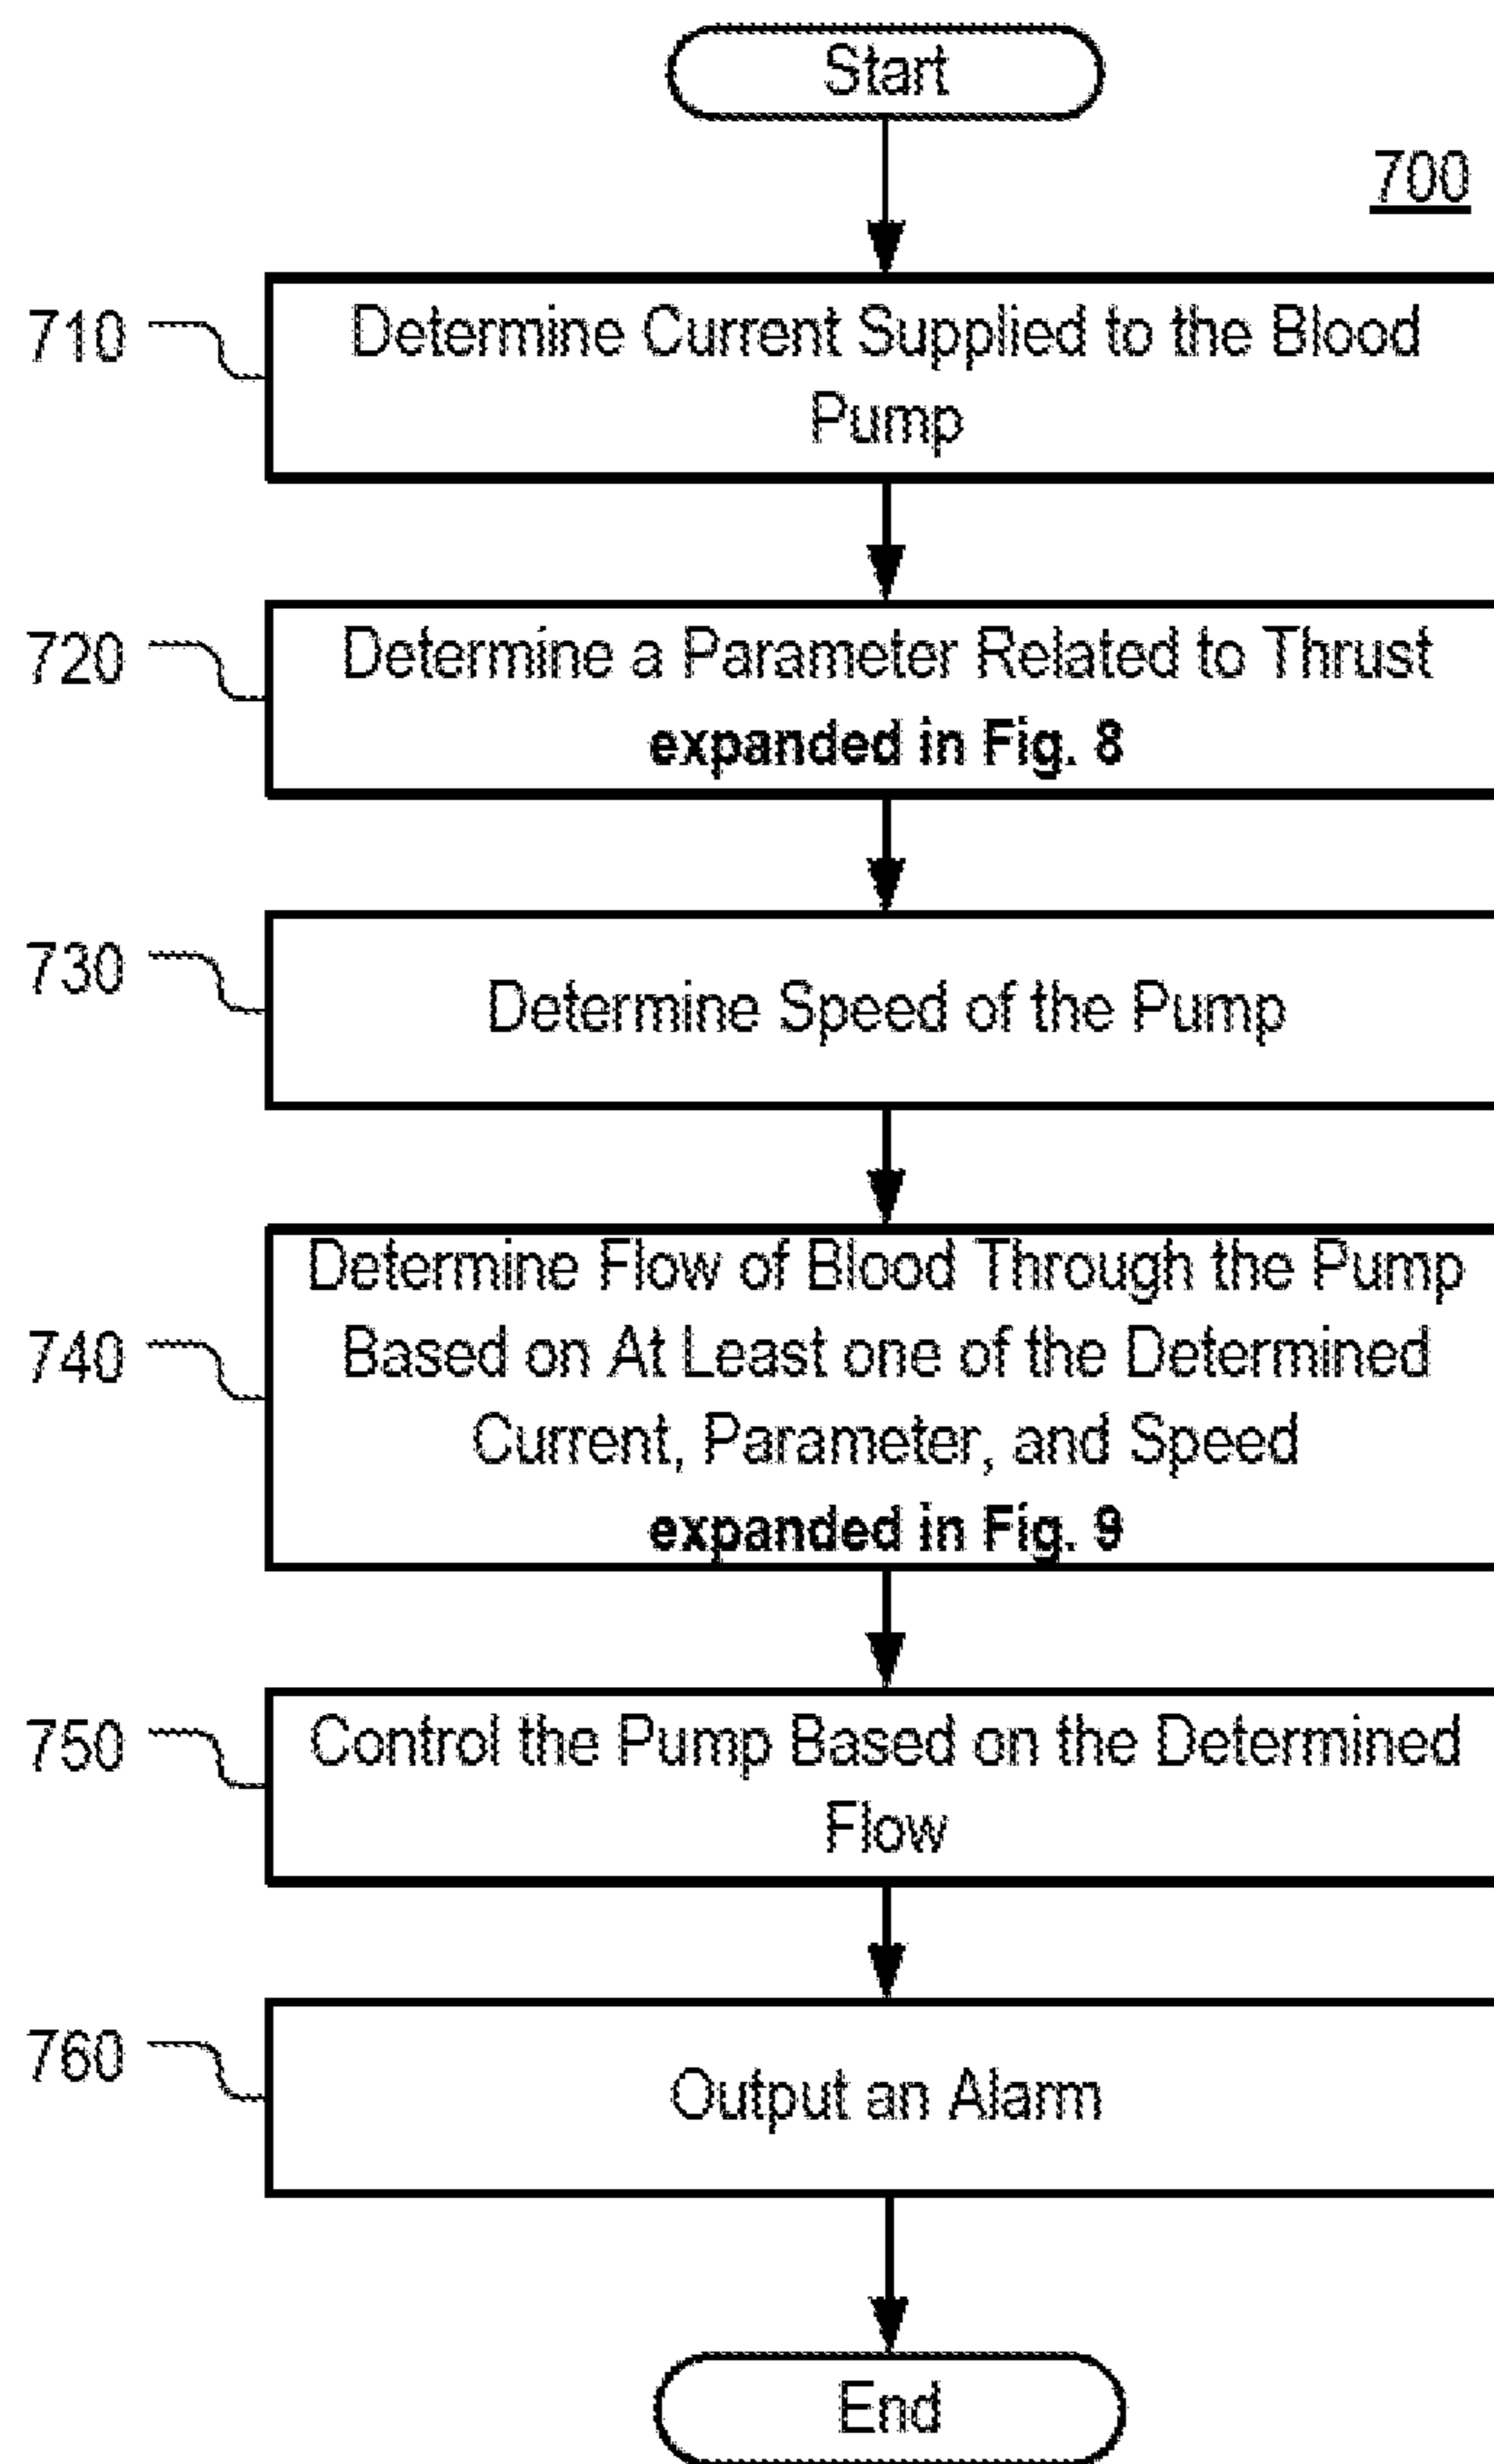 Start
700
710
Determine Current Supplied to the Blood
Pump
720
Determine a Parameter Related to Thrust
expanded in Fig. 8
730
Determine Speed of the Pump
740
Determine Flow of Blood Through the Pump
Based on At Least one of the Determined
Current, Parameter, and Speed
expanded in Fig. 9
750
Control the Pump Based on the Determined
Flow
760
Output an Alarm
End